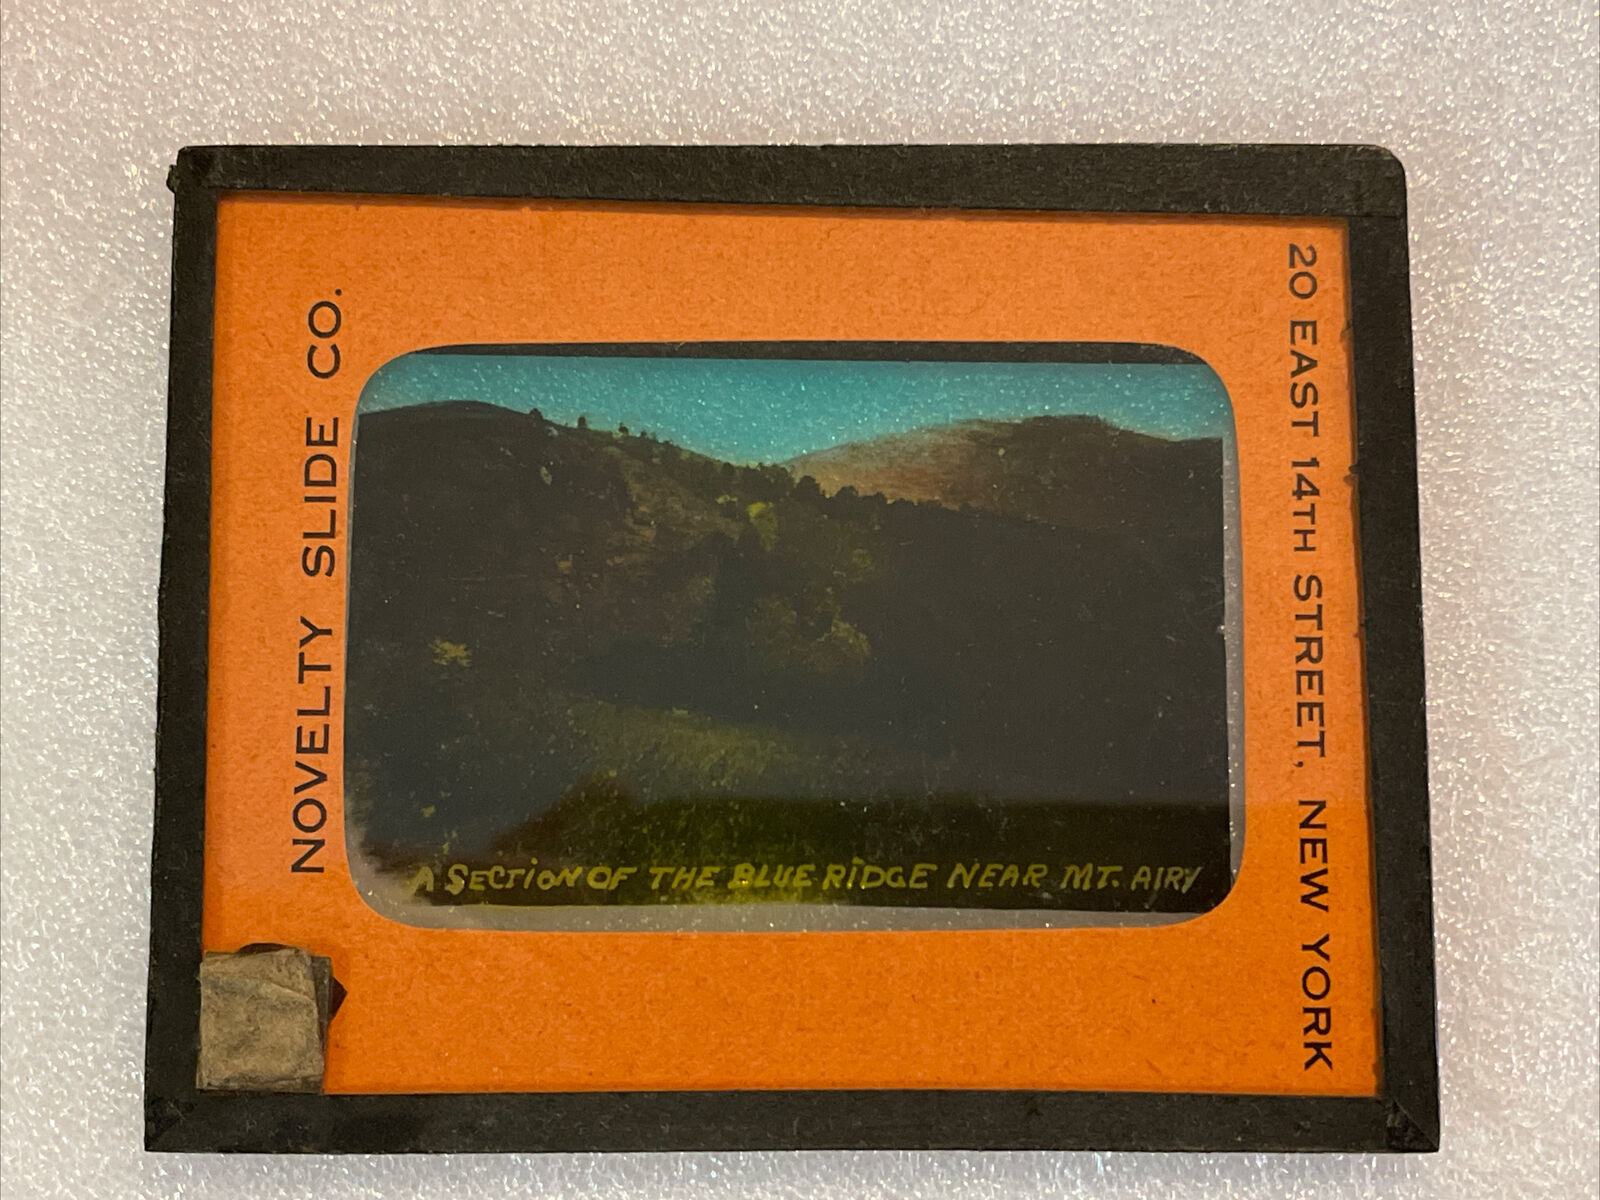 NOVELTY SLIDE CO.
A SECTION OF THE BLUE RIDGE NEAR MT. AIRY
20 EAST 14TH STREET, NEW YORK